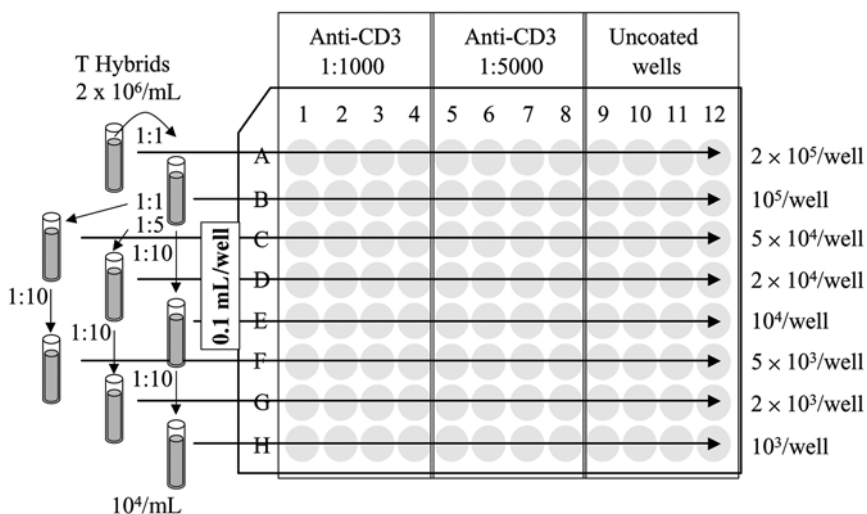 Anti-CD3
1:1000
Anti-CD3
1:5000
Uncoated
wells
T Hybrids
2 x 10⁶/mL
1 2 3 4 5 6 7 8 9 10 11 12
1:1
A 2 × 10⁵/well
B 10⁵/well
1:1
1:5
C 5 × 10⁴/well
1:10
D 2 × 10⁴/well
0.1 mL/well
1:10
E 10⁴/well
1:10
F 5 × 10³/well
1:10
G 2 × 10³/well
H 10³/well
10⁴/mL